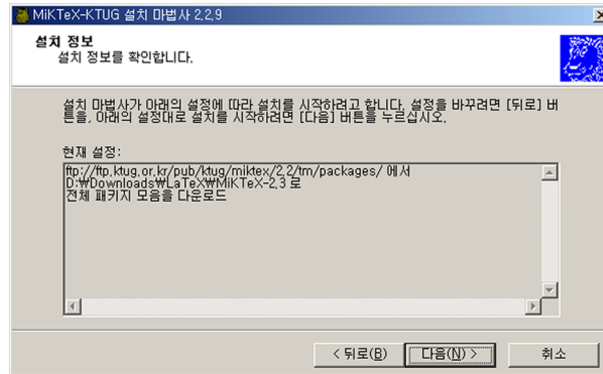 MiKTeX-KTUG 설치 마법사 2.2.9
설치 정보
설치 정보를 확인합니다.
설치 마법사가 아래의 설정에 따라 설치를 시작하려고 합니다. 설정을 바꾸려면 [뒤로] 버
튼을, 아래의 설정대로 설치를 시작하려면 [다음] 버튼을 누르십시오.
현재 설정:
ftp://ftp.ktug.or.kr/pub/ktug/miktex/2.2/tm/packages/ 에서
D:₩Downloads₩LaTeX₩MiKTeX-2.3 로
전체 패키지 모음을 다운로드
< 뒤로(B) 다음(N) > 취소